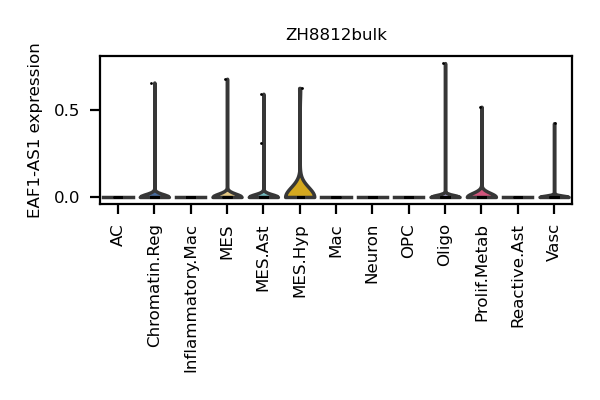 ZH8812bulk
EAF1-AS1 expression
0.5
0.0
AC
Chromatin.Reg
Inflammatory.Mac
MES
MES.Ast
MES.Hyp
Mac
Neuron
OPC
Oligo
Prolif.Metab
Reactive.Ast
Vasc